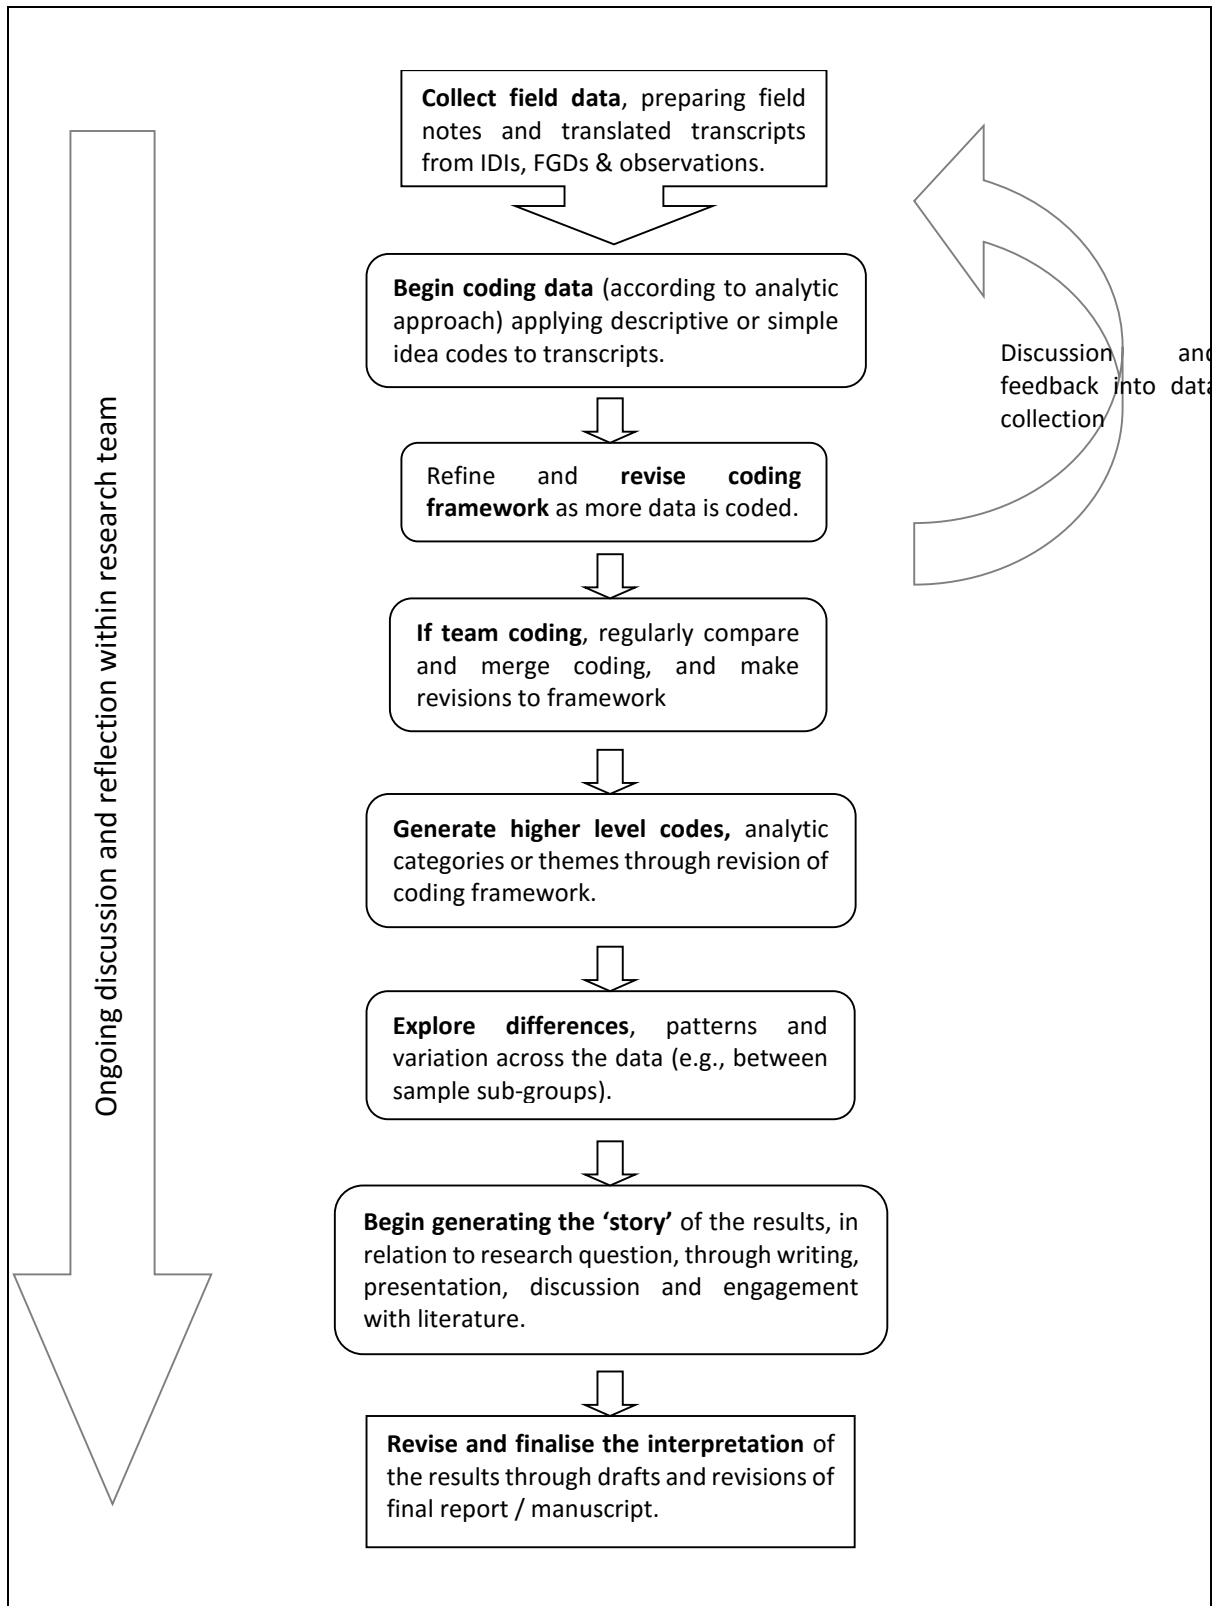 Collect field data, preparing field
notes and translated transcripts
from IDIs, FGDs & observations.
Begin coding data (according to analytic
approach) applying descriptive or simple
idea codes to transcripts.
Discussion and
feedback into data
collection
Refine and revise coding
framework as more data is coded.
If team coding, regularly compare
and merge coding, and make
revisions to framework
Ongoing discussion and reflection within research team
Generate higher level codes, analytic
categories or themes through revision of
coding framework.
Explore differences, patterns and
variation across the data (e.g., between
sample sub-groups).
Begin generating the ‘story’ of the results, in
relation to research question, through writing,
presentation, discussion and engagement
with literature.
Revise and finalise the interpretation of
the results through drafts and revisions of
final report / manuscript.